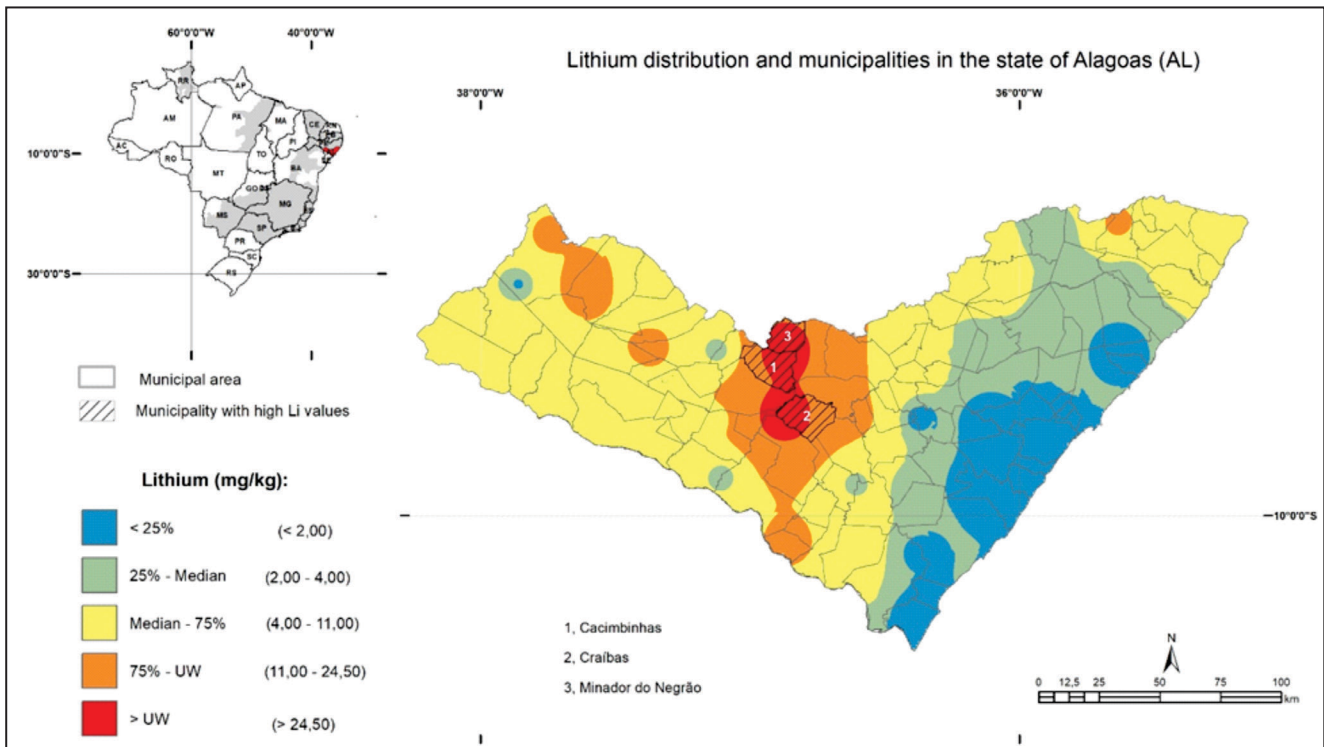 60°0'0"W 40°0'0"W
Lithium distribution and municipalities in the state of Alagoas (AL)
38°0'0"W 36°0'0"W
RR
AP
AM
PA
MA
CE
RN
PI
AC
TO
10°0'0"S
RO
BA
MT
GO
MG
MS
SP
PR
SC
30°0'0"S
RS
3
1
2
Municipal area
Municipality with high Li values
Lithium (mg/kg):
< 25% (< 2,00)
10°0'0"S
25% - Median (2,00 - 4,00)
Median - 75% (4,00 - 11,00)
1, Cacimbinhas
N
75% - UW (11,00 - 24,50)
2, Craíbas
3, Minador do Negrão
0 12,5 25 50 75 100
km
> UW (> 24,50)